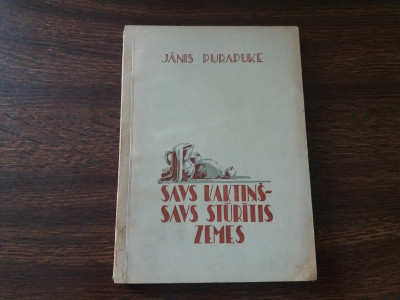 JĀNIS PURAPUĶE
SAVS KAKTIŅŠ-
SAVS STŪRĪTIS
ZEMES